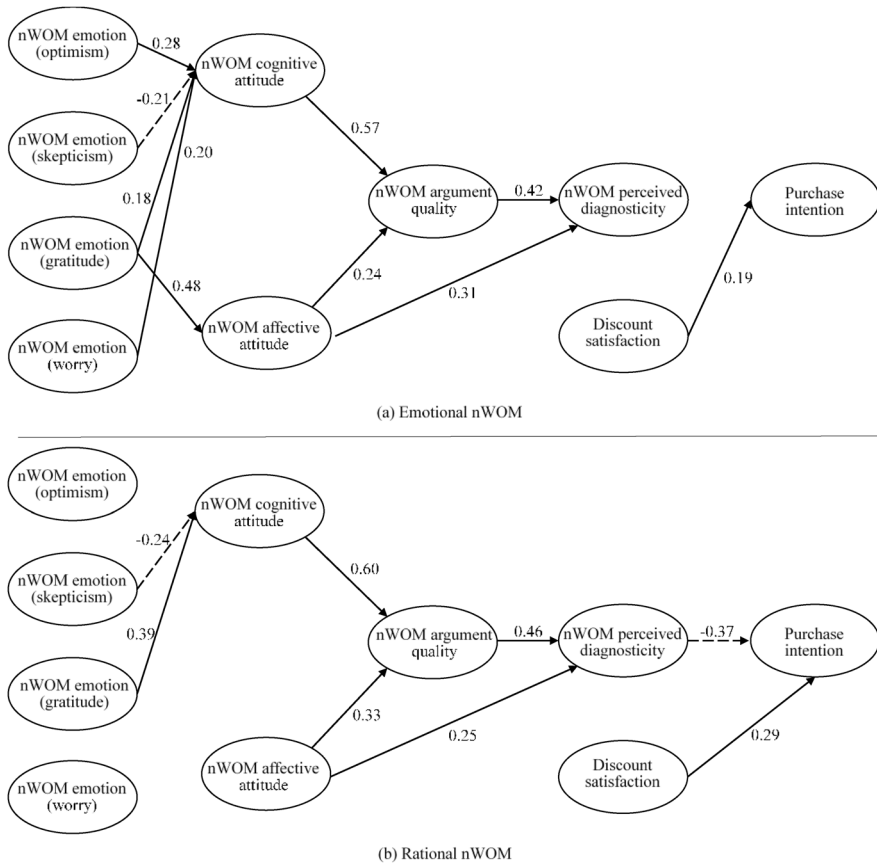 nWOM emotion
(optimism)
0.28
nWOM cognitive
attitude
-0.21
nWOM emotion
(skepticism)
0.20
0.57
0.18
nWOM argument
quality
0.42
nWOM perceived
diagnosticity
Purchase
intention
nWOM emotion
(gratitude)
0.48
0.24
0.31
0.19
nWOM emotion
(worry)
nWOM affective
attitude
Discount
satisfaction
(a) Emotional nWOM
nWOM emotion
(optimism)
nWOM cognitive
attitude
-0.24
nWOM emotion
(skepticism)
0.60
0.39
nWOM argument
quality
0.46
nWOM perceived
diagnosticity
-0.37
Purchase
intention
nWOM emotion
(gratitude)
0.33
0.25
0.29
nWOM affective
attitude
Discount
satisfaction
nWOM emotion
(worry)
(b) Rational nWOM